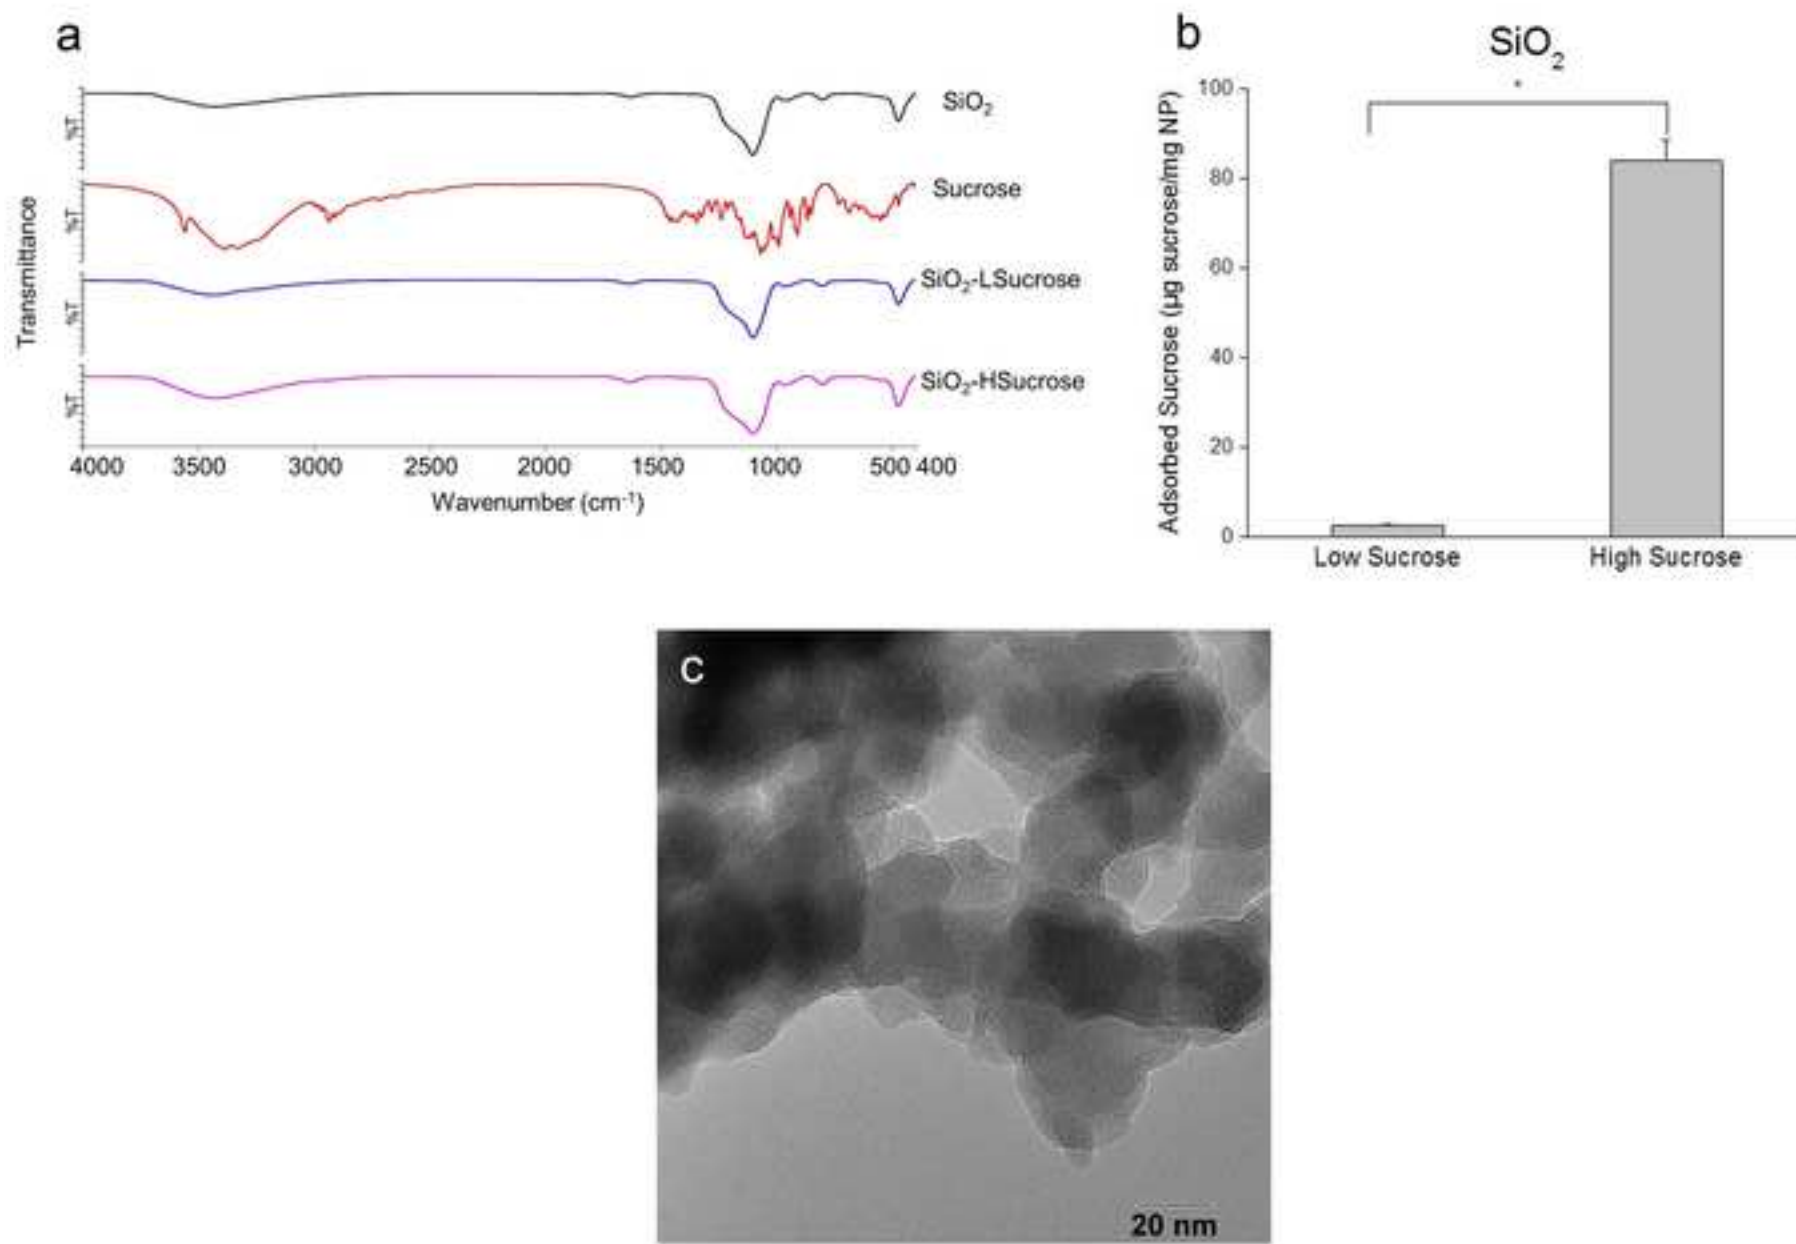 a
SiO₂
%T
Sucrose
%T
SiO₂-LSucrose
%T
SiO₂-HSucrose
%T
Transmittance
4000 3500 3000 2500 2000 1500 1000 500 400
Wavenumber (cm⁻¹)
b
SiO₂
*
100
80
60
40
20
0
Adsorbed Sucrose (µg sucrose/mg NP)
Low Sucrose High Sucrose
c
20 nm